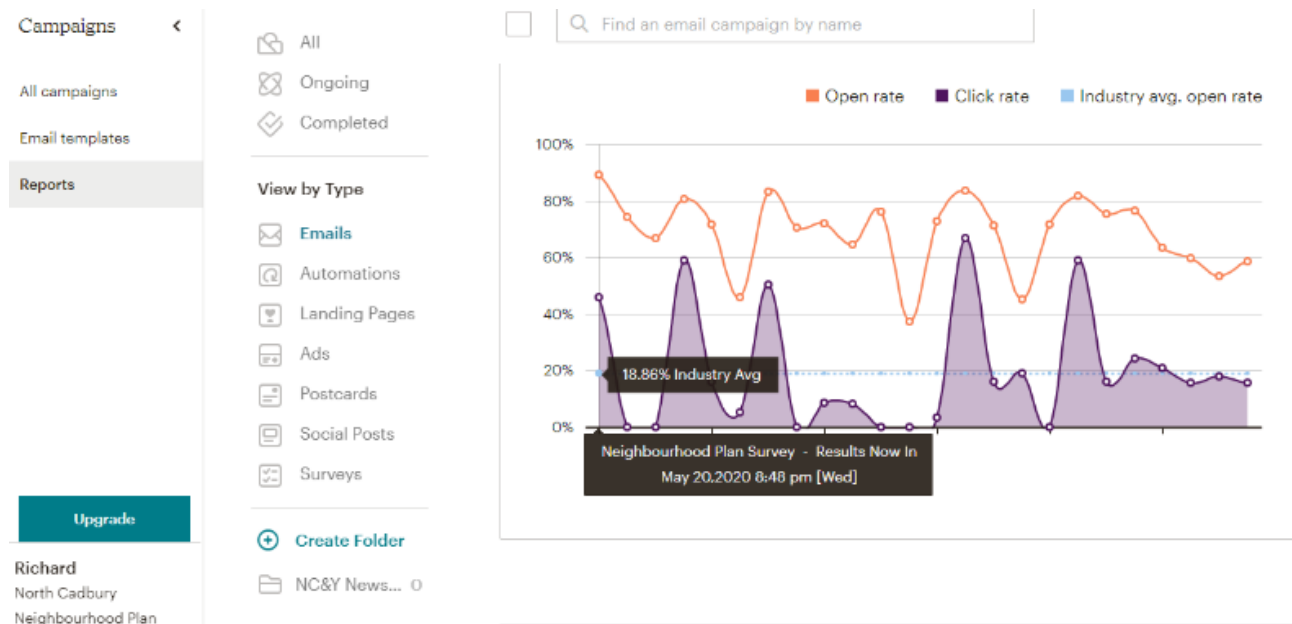 Campaigns
All campaigns
Email templates
Reports
Upgrade
Richard
North Cadbury
Neighbourhood Plan
All
Ongoing
Completed
View by Type
Emails
Automations
Landing Pages
Ads
Postcards
Social Posts
Surveys
Create Folder
NC&Y News... 0
Find an email campaign by name
Open rate Click rate Industry avg. open rate
100%
80%
60%
40%
20%
0%
18.86% Industry Avg
Neighbourhood Plan Survey - Results Now In
May 20,2020 8:48 pm [Wed]